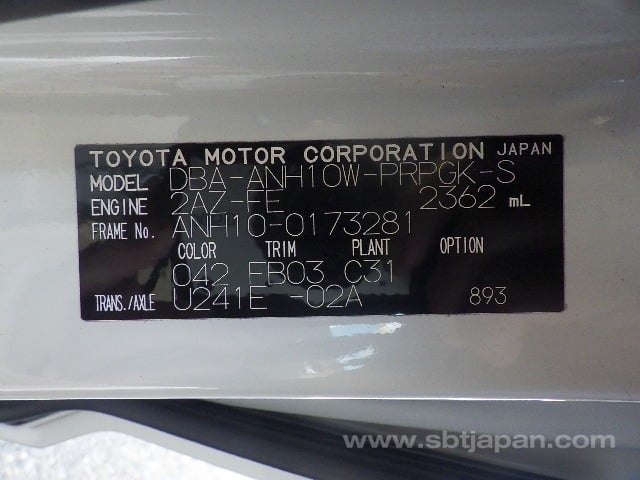 TOYOTA MOTOR CORPORATION JAPAN
MODEL DBA-ANH10W-PRPGK-S
ENGINE 2AZ-FE 2362 mL
FRAME No. ANH10-0173281
COLOR TRIM PLANT OPTION
042 FB03 C31
TRANS./AXLE U241E -02A 893
www.sbtjapan.com